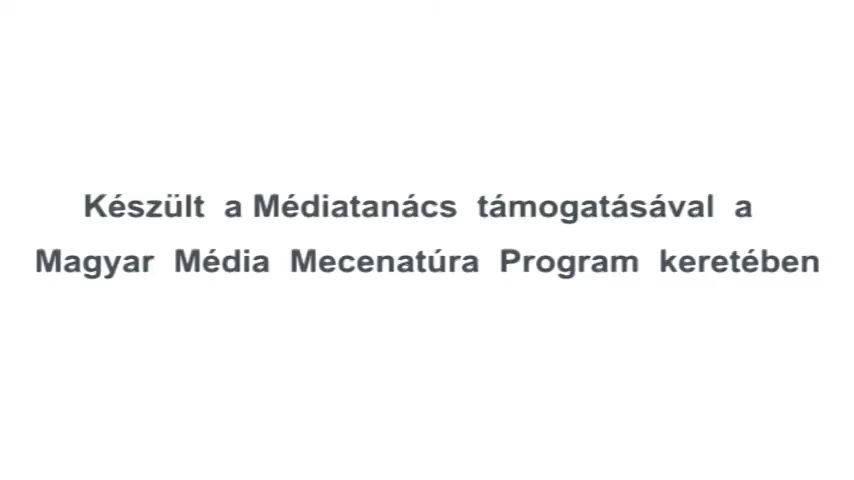 Készült a Médiatanács támogatásával a
Magyar Média Mecenatúra Program keretében